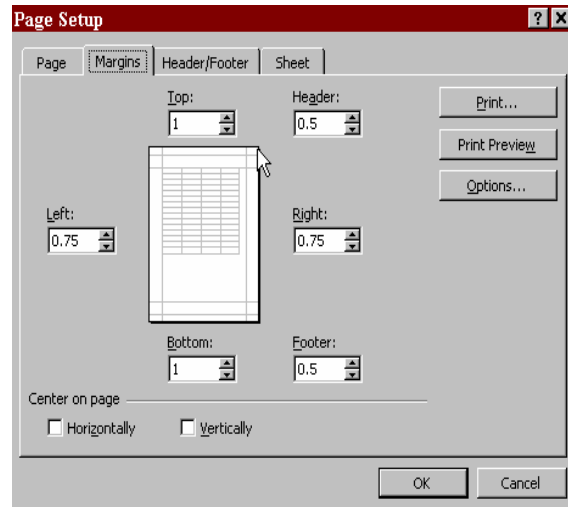 Page Setup ? X
Page Margins Header/Footer Sheet
Top: Header:
1 0.5
Print...
Print Preview
Options...
Left: Right:
0.75 0.75
Bottom: Footer:
1 0.5
Center on page
Horizontally Vertically
OK Cancel